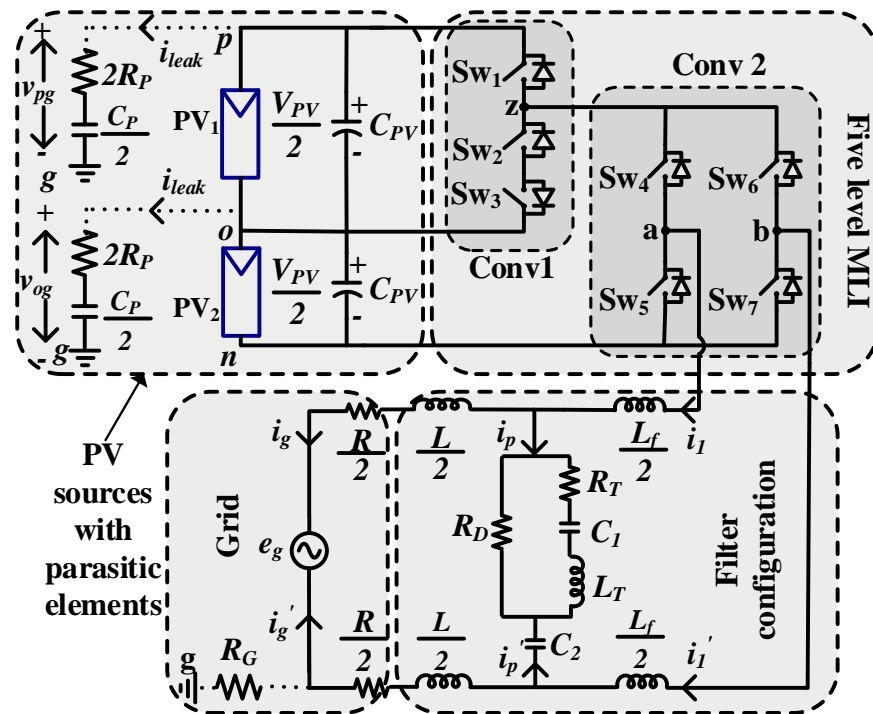 +
v_pg
-
g
i_leak
2R_P
C_P
2
p
PV_1
V_PV
2
+
-
C_PV
+
v_og
-
g
i_leak
2R_P
C_P
2
o
PV_2
n
V_PV
2
+
-
C_PV
Sw_1
z
Sw_2
Sw_3
Conv1
Conv 2
Sw_4
Sw_6
a
b
Sw_5
Sw_7
Five level MLI
PV
sources
with
parasitic
elements
Grid
i_g
R
2
L
2
i_p
L_f
2
i_1
e_g
R_D
R_T
C_1
L_T
C_2
i_g'
R
2
L
2
i_p'
L_f
2
i_1'
g
R_G
Filter
configuration